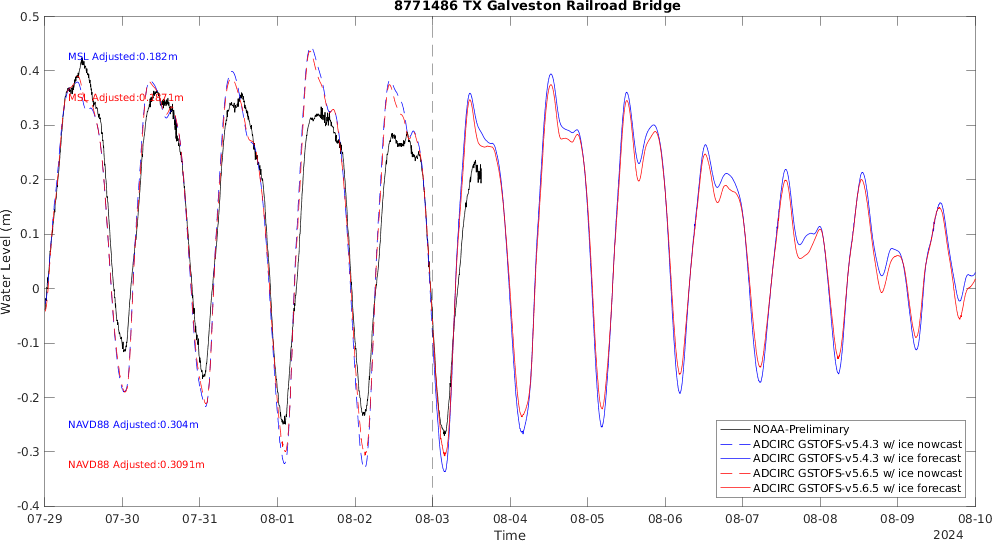 8771486 TX Galveston Railroad Bridge
0.5
0.4
0.3
0.2
0.1
0
-0.1
-0.2
-0.3
-0.4
Water Level (m)
MSL Adjusted:0.182m
MSL Adjusted:0.1871m
NAVD88 Adjusted:0.304m
NAVD88 Adjusted:0.3091m
NOAA-Preliminary
ADCIRC GSTOFS-v5.4.3 w/ ice nowcast
ADCIRC GSTOFS-v5.4.3 w/ ice forecast
ADCIRC GSTOFS-v5.6.5 w/ ice nowcast
ADCIRC GSTOFS-v5.6.5 w/ ice forecast
07-29 07-30 07-31 08-01 08-02 08-03 08-04 08-05 08-06 08-07 08-08 08-09 08-10
Time
2024